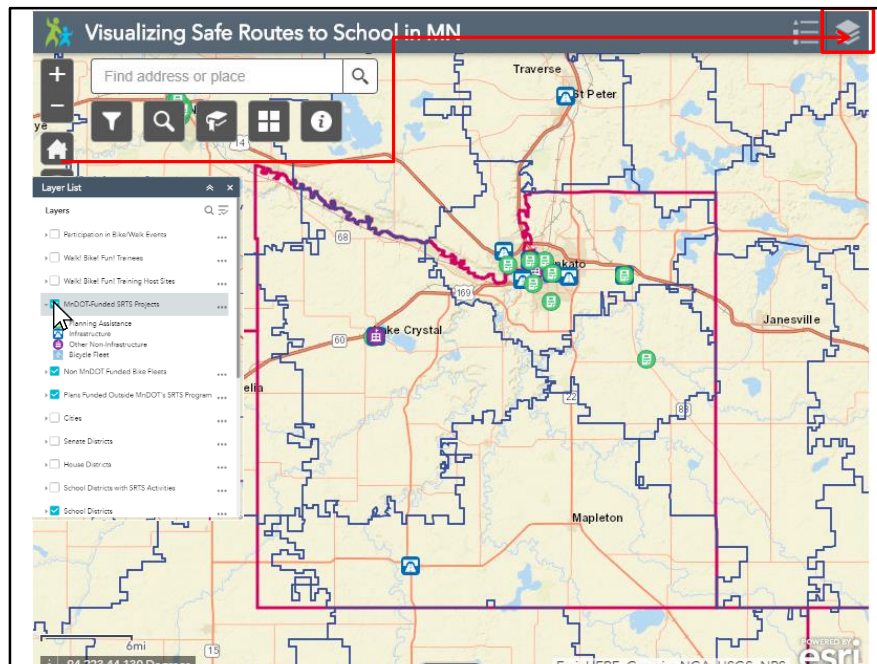 Visualizing Safe Routes to School in MN
+
Find address or place
−
Traverse
St Peter
14
Layer List
Layers
Participation in Bike/Walk Events
Walk! Bike! Fun! Trainees
Walk! Bike! Fun! Training Host Sites
MnDOT-Funded SRTS Projects
Planning Assistance
Infrastructure
Other Non-Infrastructure
Bicycle Fleet
Non MnDOT Funded Bike Fleets
Plans Funded Outside MnDOT's SRTS Program
Cities
Senate Districts
House Districts
School Districts with SRTS Activities
School Districts
68
kato
169
Janesville
60
ke Crystal
elia
22
83
Mapleton
6mi
15
POWERED BY
esri